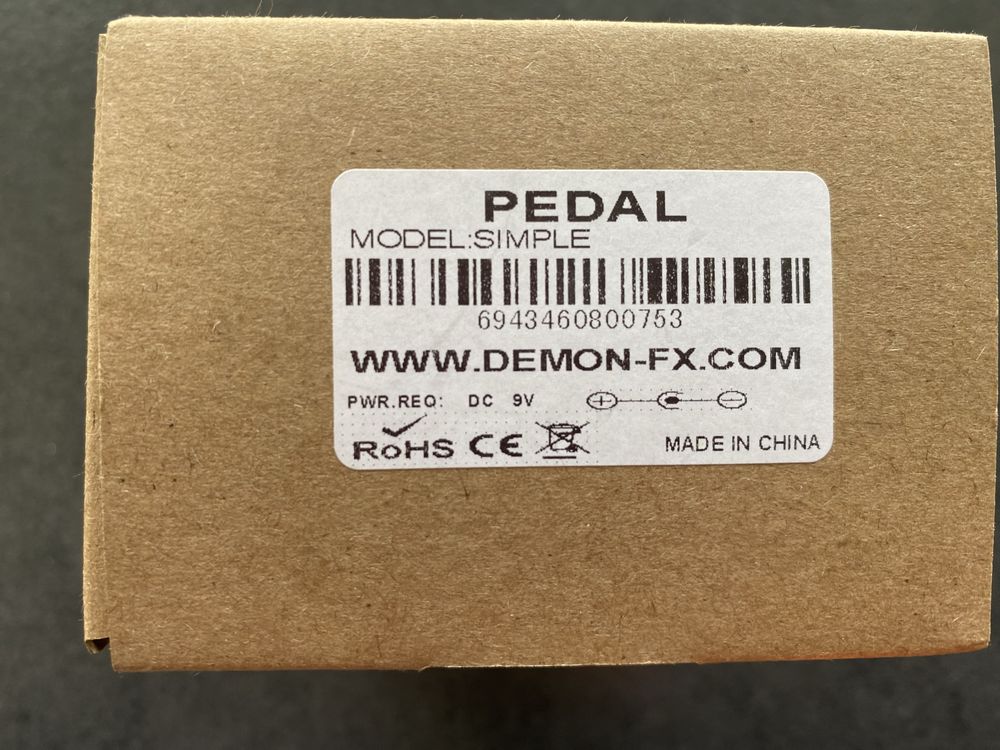 PEDAL
MODEL:SIMPLE
6943460800753
WWW.DEMON-FX.COM
PWR.REQ: DC 9V
RoHS CE
MADE IN CHINA